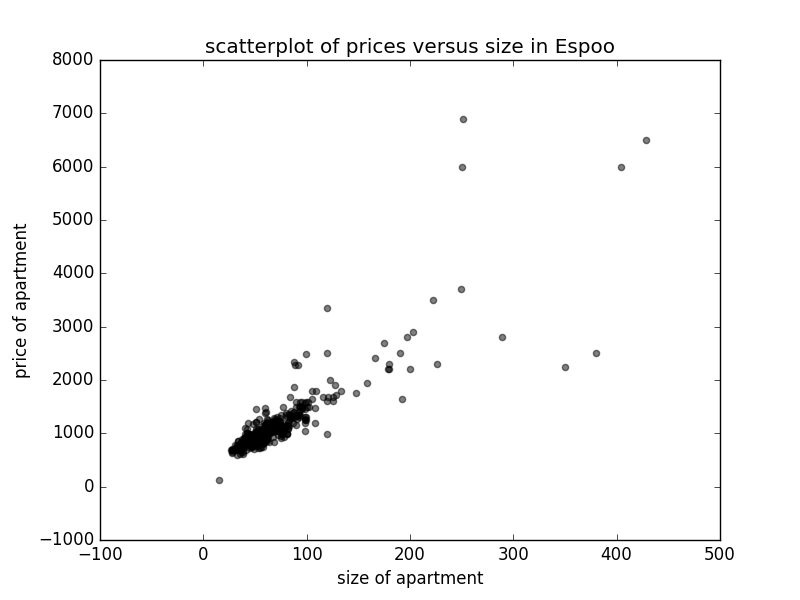 scatterplot of prices versus size in Espoo
8000
7000
6000
5000
4000
3000
2000
1000
0
−1000
price of apartment
−100 0 100 200 300 400 500
size of apartment